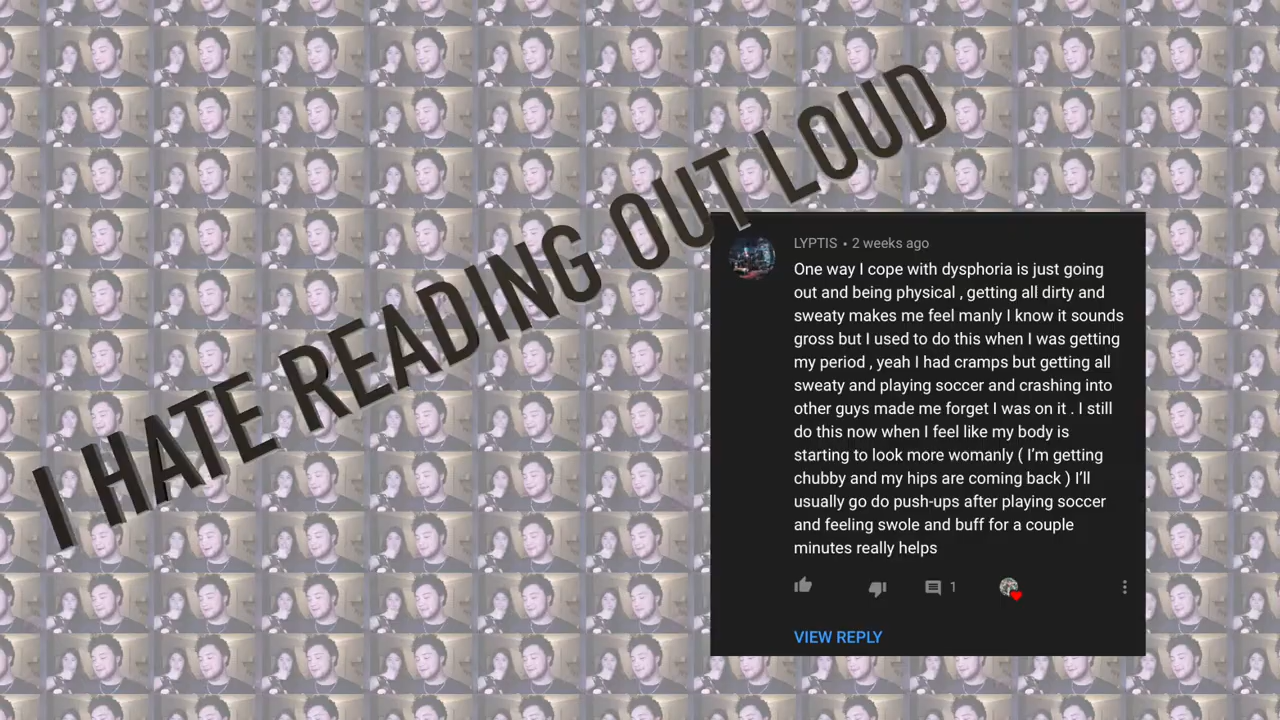 I HATE READING OUT LOUD
LYPTIS • 2 weeks ago
One way I cope with dysphoria is just going
out and being physical , getting all dirty and
sweaty makes me feel manly I know it sounds
gross but I used to do this when I was getting
my period , yeah I had cramps but getting all
sweaty and playing soccer and crashing into
other guys made me forget I was on it . I still
do this now when I feel like my body is
starting to look more womanly ( I’m getting
chubby and my hips are coming back ) I’ll
usually go do push-ups after playing soccer
and feeling swole and buff for a couple
minutes really helps
1
VIEW REPLY